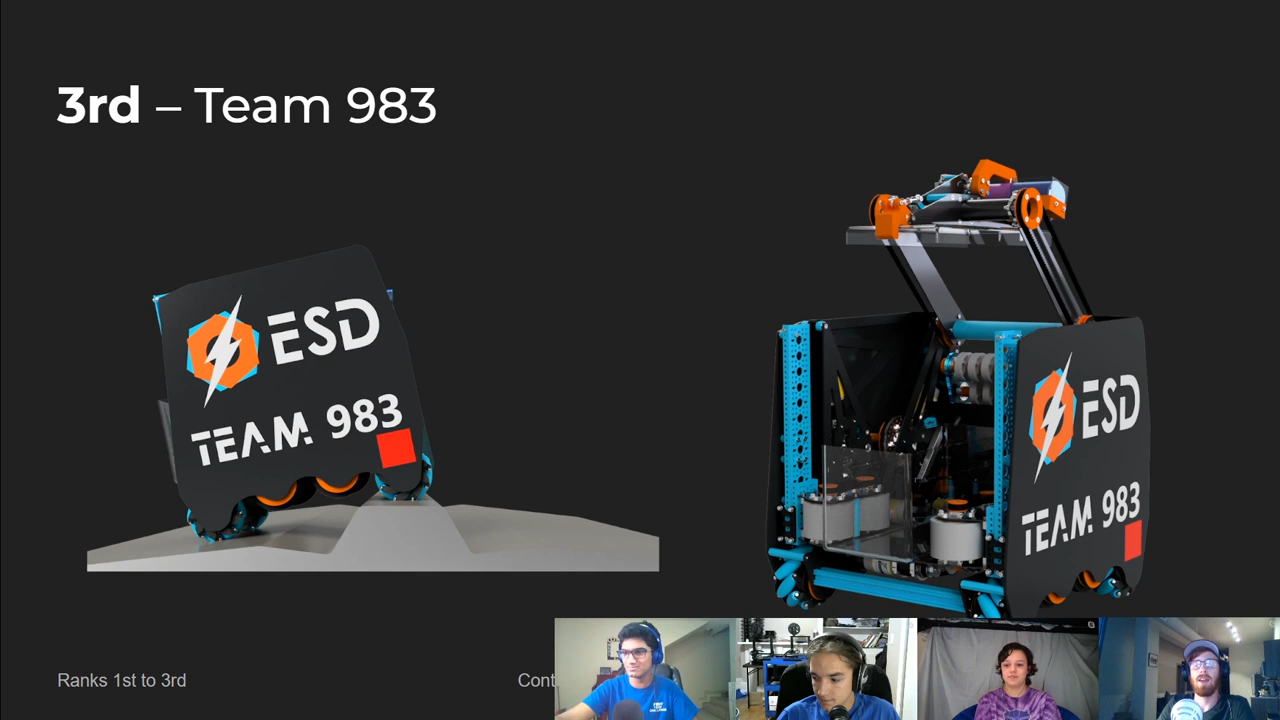 3rd – Team 983
ESD
TEAM 983
ESD
TEAM 983
Ranks 1st to 3rd
Cont